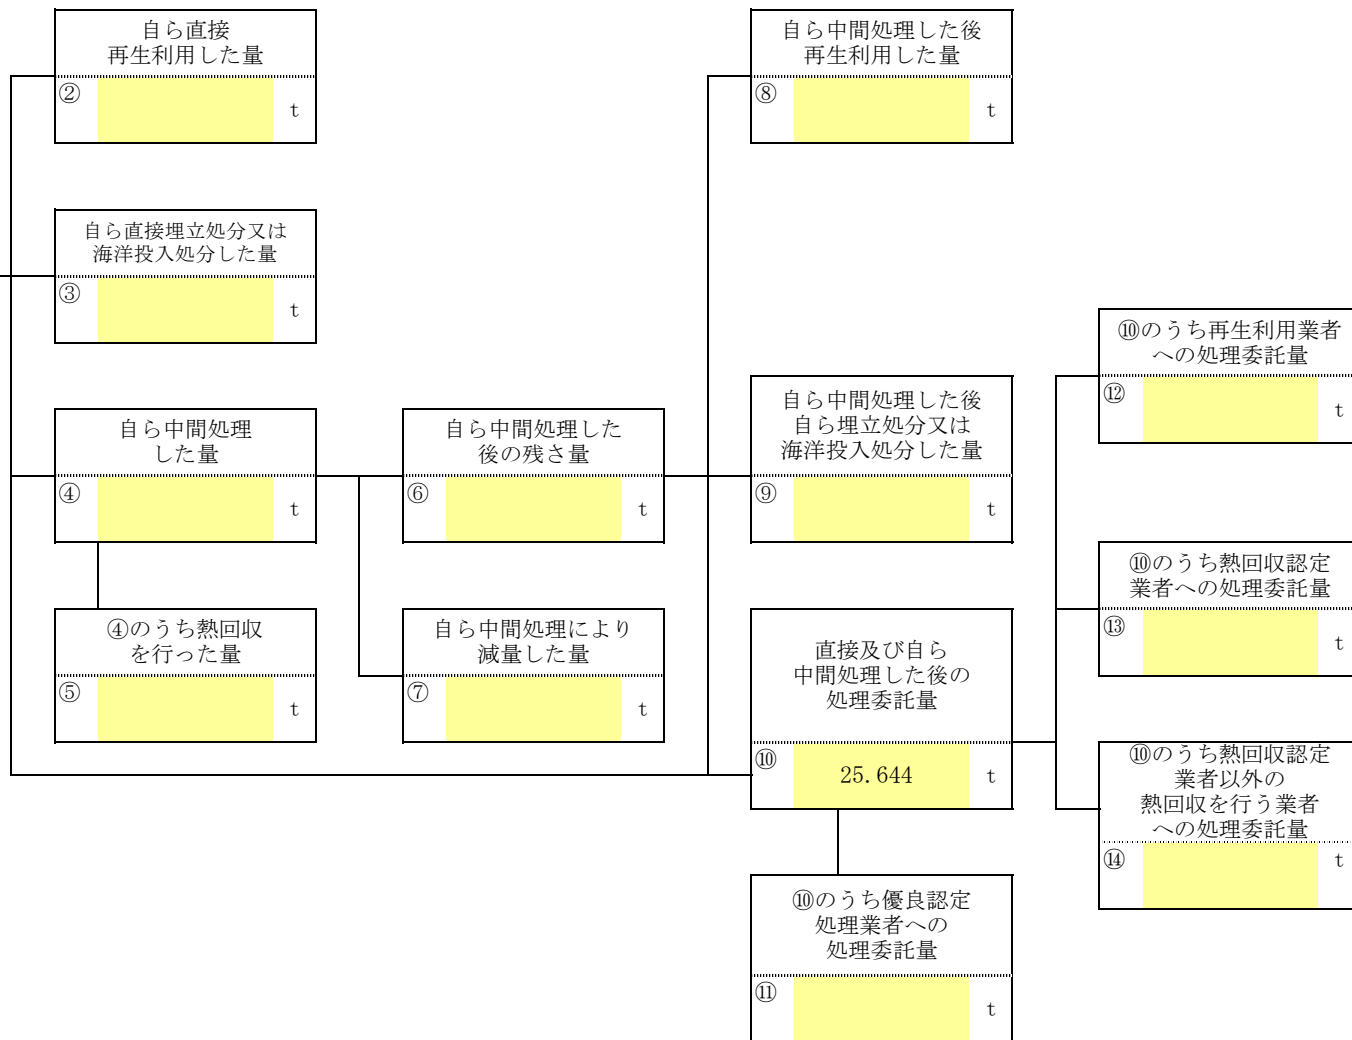 自ら直接
再生利用した量
②
t
自ら直接埋立処分又は
海洋投入処分した量
③
t
自ら中間処理
した量
④
t
④のうち熱回収
を行った量
⑤
t
自ら中間処理した
後の残さ量
⑥
t
自ら中間処理により
減量した量
⑦
t
自ら中間処理した後
再生利用した量
⑧
t
自ら中間処理した後
自ら埋立処分又は
海洋投入処分した量
⑨
t
直接及び自ら
中間処理した後の
処理委託量
⑩ 25.644 t
⑩のうち優良認定
処理業者への
処理委託量
⑪
t
⑩のうち再生利用業者
への処理委託量
⑫
t
⑩のうち熱回収認定
業者への処理委託量
⑬
t
⑩のうち熱回収認定
業者以外の
熱回収を行う業者
への処理委託量
⑭
t